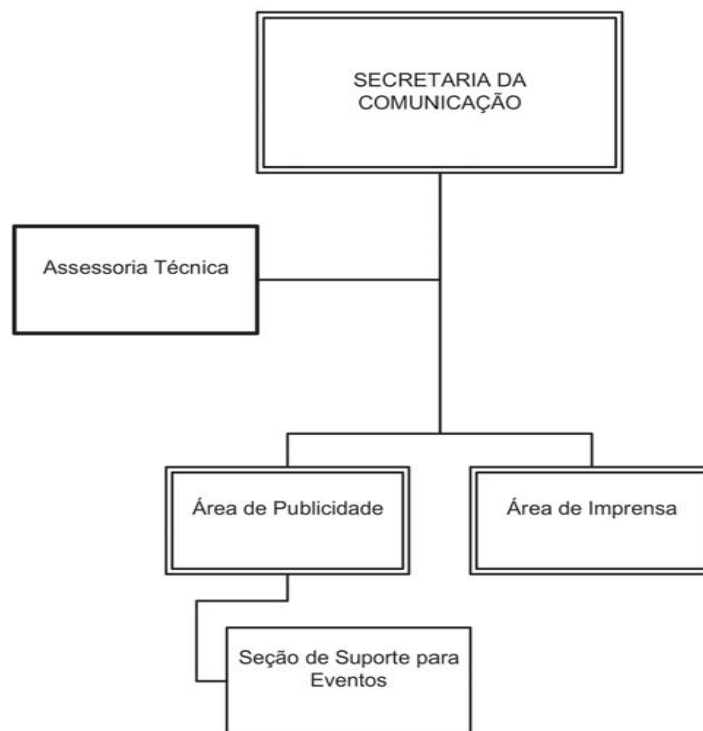 SECRETARIA DA
COMUNICAÇÃO
Assessoria Técnica
Área de Publicidade
Área de Imprensa
Seção de Suporte para
Eventos